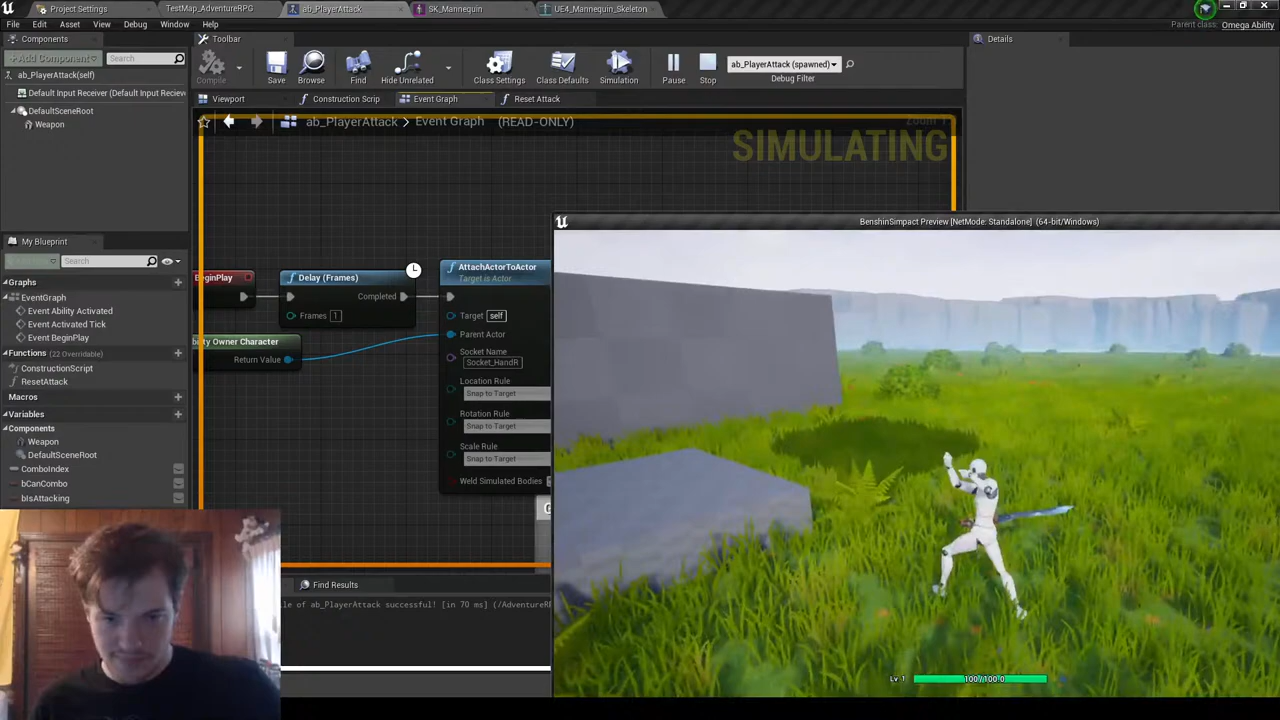 Project Settings
TestMap_AdventureRPG
ab_PlayerAttack
SK_Mannequin
UE4_Mannequin_Skeleton
File Edit Asset View Debug Window Help
Parent class: Omega Ability
Components
Toolbar
Details
Add Component
Search
Compile
Save
Browse
Find
Hide Unrelated
Class Settings
Class Defaults
Simulation
Pause
Stop
ab_PlayerAttack (spawned)
Debug Filter
ab_PlayerAttack(self)
Default Input Receiver (Default Input Receive
DefaultSceneRoot
Weapon
Viewport
Construction Scrip
Event Graph
Reset Attack
ab_PlayerAttack > Event Graph (READ-ONLY)
SIMULATING
My Blueprint
Search
Graphs
EventGraph
Event Ability Activated
Event Activated Tick
Event BeginPlay
Functions (22 Overridable)
ConstructionScript
ResetAttack
Macros
Variables
Components
Weapon
DefaultSceneRoot
ComboIndex
bCanCombo
bIsAttacking
BeginPlay
Delay (Frames)
Completed
Frames 1
Owner Character
Return Value
AttachActorToActor
Target is Actor
Target self
Parent Actor
Socket Name
Socket_HandR
Location Rule
Snap to Target
Rotation Rule
Snap to Target
Scale Rule
Snap to Target
Weld Simulated Bodies
BenshinSimpact Preview [NetMode: Standalone] (64-bit/Windows)
Find Results
of ab_PlayerAttack successful! [in 70 ms] (/AdventureRP
Lv 1
100/100.0